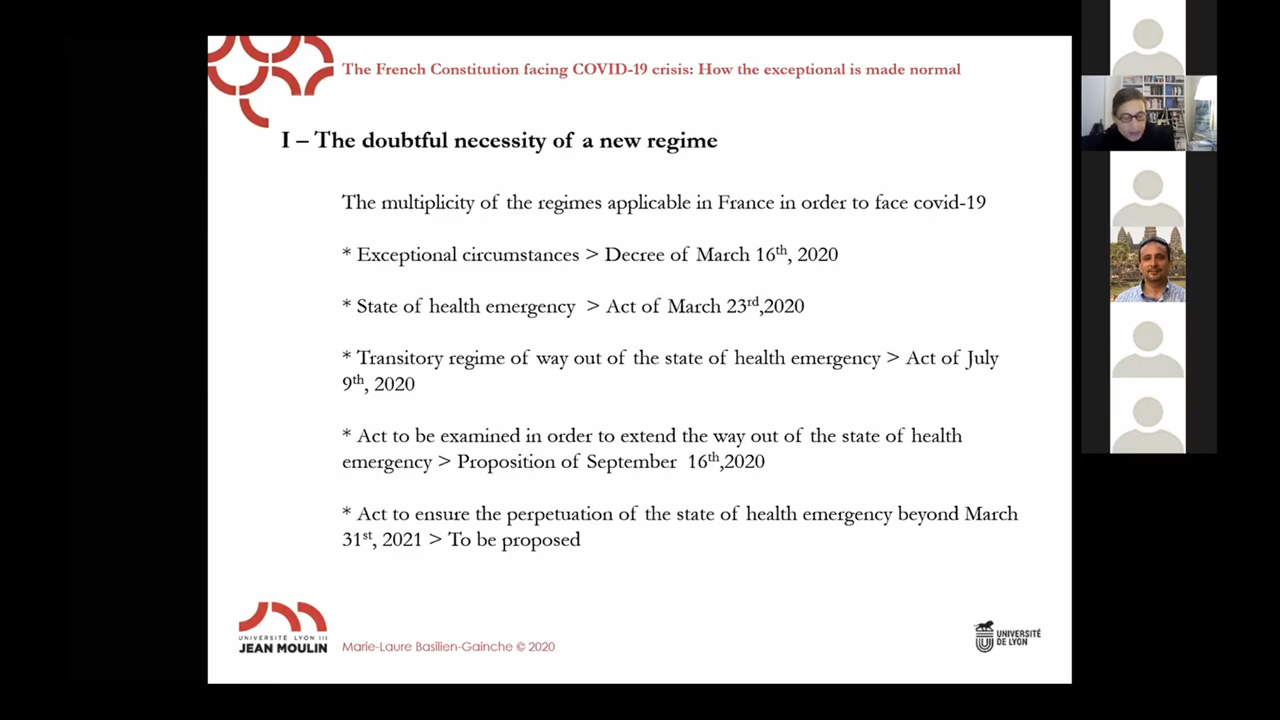 The French Constitution facing COVID-19 crisis: How the exceptional is made normal
I – The doubtful necessity of a new regime
The multiplicity of the regimes applicable in France in order to face covid-19
* Exceptional circumstances > Decree of March 16th, 2020
* State of health emergency > Act of March 23rd,2020
* Transitory regime of way out of the state of health emergency > Act of July
9th, 2020
* Act to be examined in order to extend the way out of the state of health
emergency > Proposition of September 16th,2020
* Act to ensure the perpetuation of the state of health emergency beyond March
31st, 2021 > To be proposed
UNIVERSITÉ LYON III
JEAN MOULIN
Marie-Laure Basilien-Gainche © 2020
UNIVERSITÉ
DE LYON